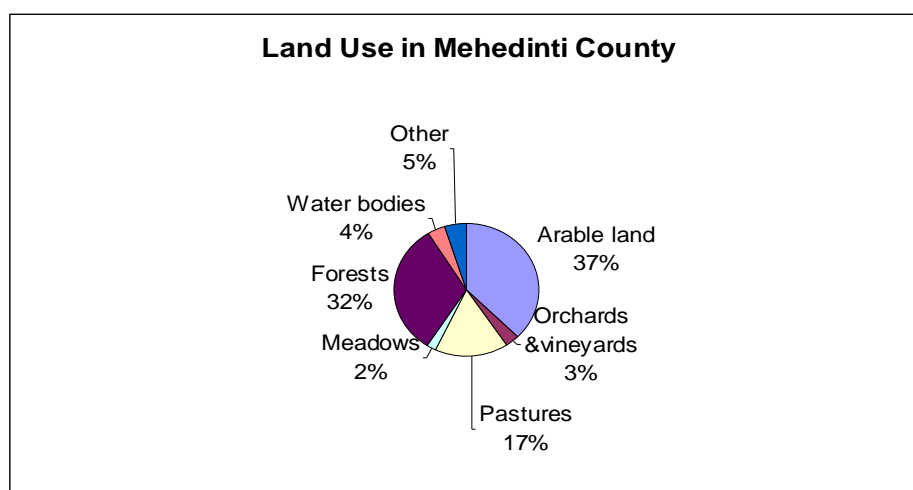 Land Use in Mehedinti County
Other
5%
Water bodies
4%
Arable land
37%
Forests
32%
Orchards
&vineyards
3%
Meadows
2%
Pastures
17%